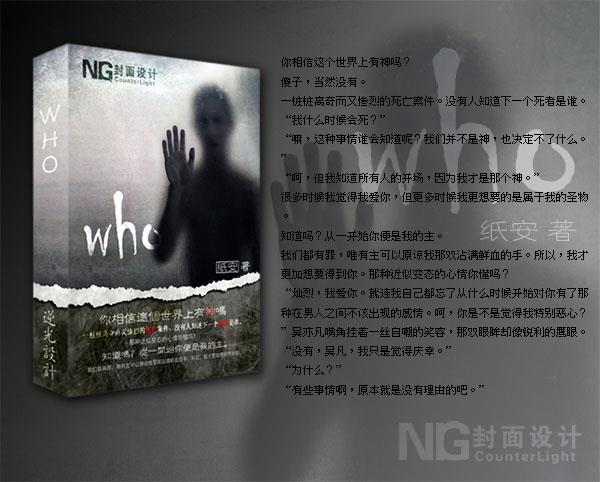 NG封面设计
CounterLight
WHO
who
纸安 著
你相信這個世界上有神嗎
知道嗎？從一開始你便是我的主。
逆光設計
你相信这个世界上有神吗？
傻子，当然没有。
一桩桩离奇而又惨烈的死亡案件。没有人知道下一个死者是谁。
“我什么时候会死？”
“嘛，这种事情谁会知道呢？我们并不是神，也决定不了什么。
”
“呵，但我知道所有人的开场，因为我才是那个神。”
很多时候我觉得我爱你，但更多时候我更想要的是属于我的圣物
。
知道吗？从一开始你便是我的主。
我们都有罪，唯有主可以原谅我那双沾满鲜血的手。所以，我才
更加想要得到你。那种近似变态的心情你懂吗？
“灿烈，我爱你。就连我自己都忘了从什么时候开始对你有了那
种在男人之间不该出现的感情。呵，你是不是觉得我特别恶心？
”吴亦凡嘴角挂着一丝自嘲的笑容，那双眼眸却像锐利的鹰眼。
“没有，吴凡，我只是觉得庆幸。”
“为什么？”
“有些事情啊，原本就是没有理由的吧。”
who
纸安 著
NG封面设计
CounterLight